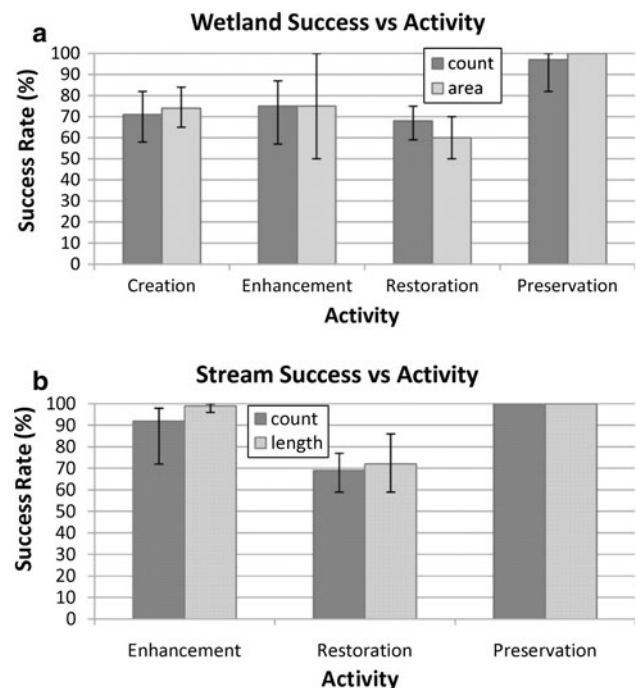 a
Wetland Success vs Activity
Success Rate (%)
100
90
80
70
60
50
40
30
20
10
0
count
area
Creation Enhancement Restoration Preservation
Activity
b
Stream Success vs Activity
Success Rate (%)
100
90
80
70
60
50
40
30
20
10
0
count
length
Enhancement Restoration Preservation
Activity